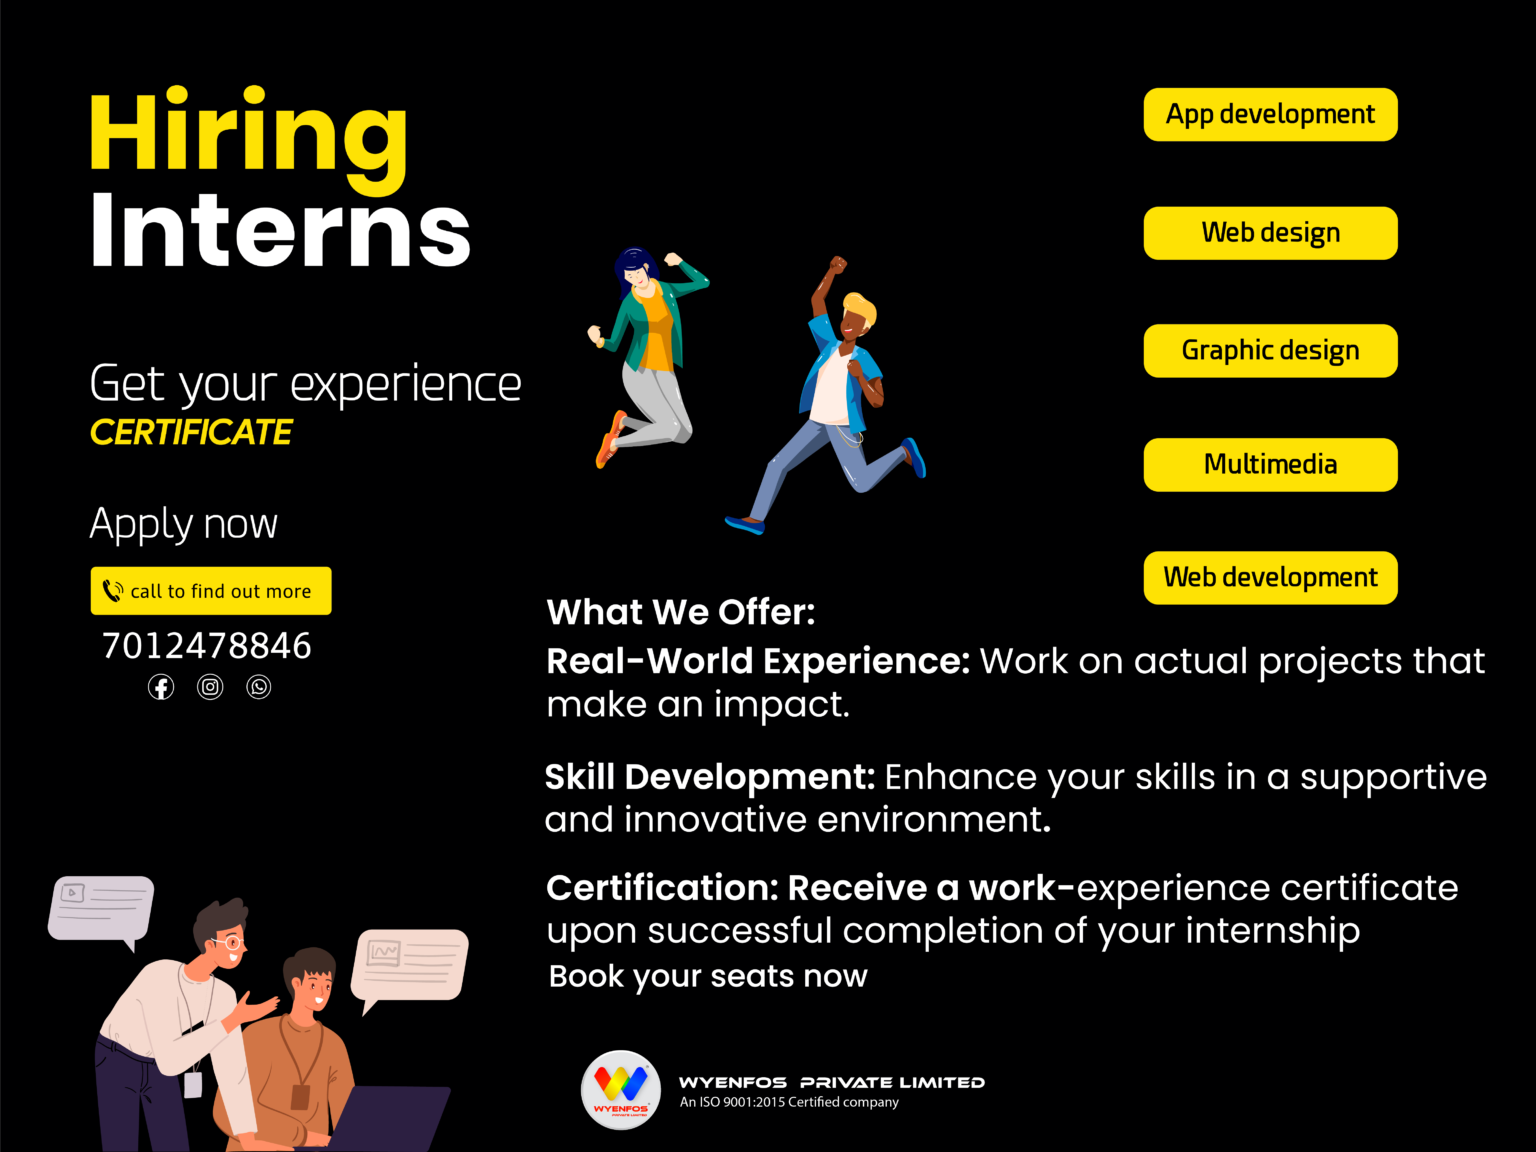 Hiring
Interns
Get your experience
CERTIFICATE
Apply now
call to find out more
7012478846
App development
Web design
Graphic design
Multimedia
Web development
What We Offer:
Real-World Experience: Work on actual projects that
make an impact.
Skill Development: Enhance your skills in a supportive
and innovative environment.
Certification: Receive a work-experience certificate
upon successful completion of your internship
Book your seats now
WYENFOS
PRIVATE LIMITED
WYENFOS PRIVATE LIMITED
An ISO 9001:2015 Certified company